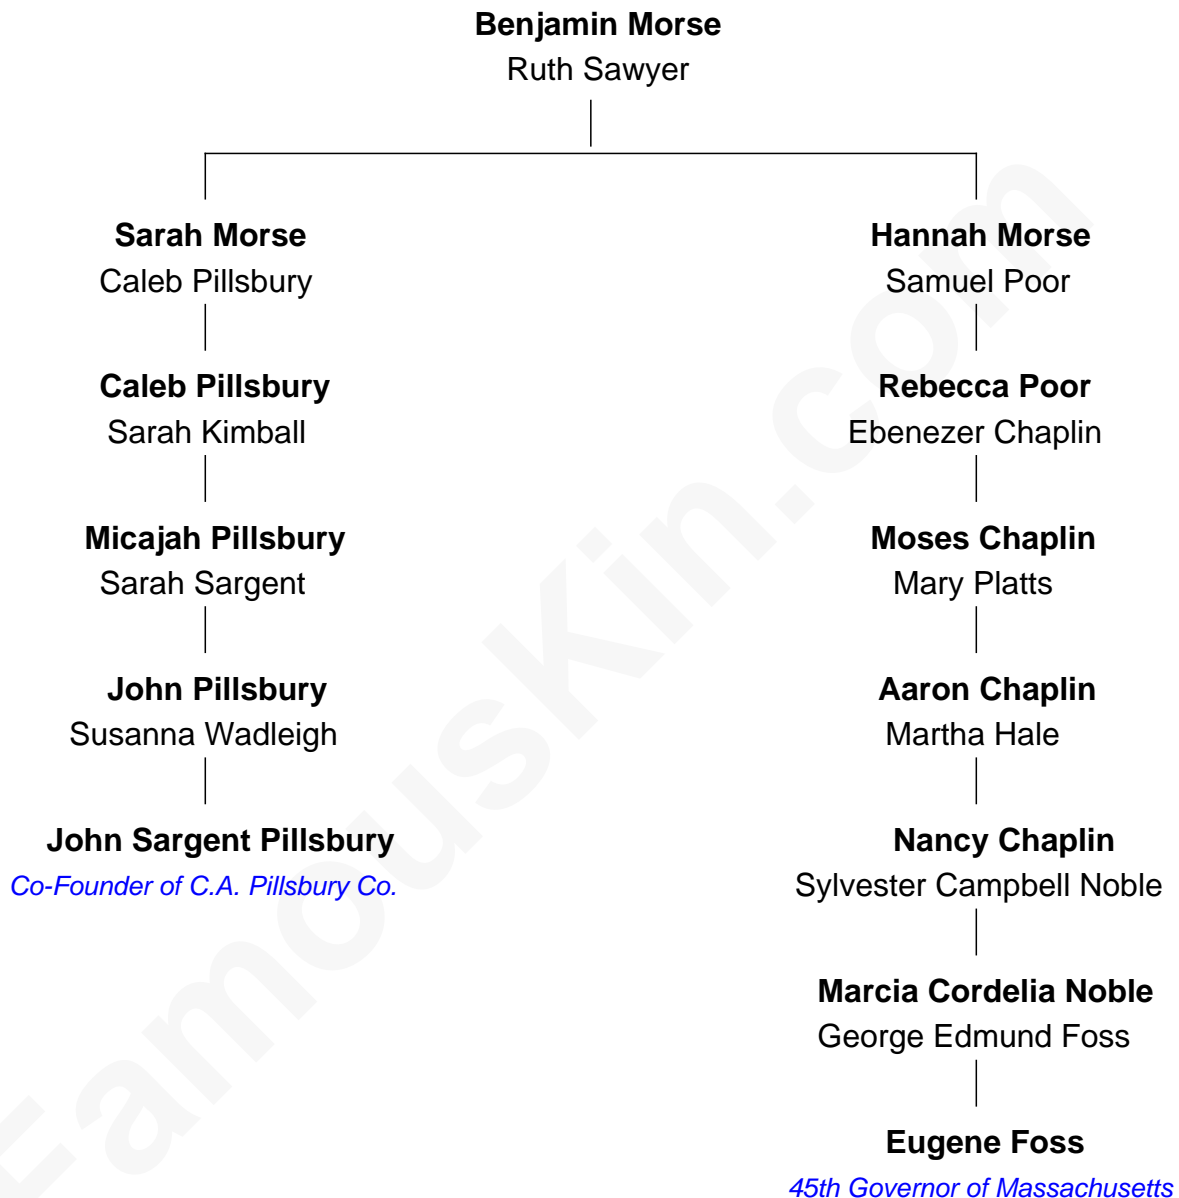 Benjamin Morse
Ruth Sawyer
Sarah Morse
Caleb Pillsbury
Caleb Pillsbury
Sarah Kimball
Micajah Pillsbury
Sarah Sargent
John Pillsbury
Susanna Wadleigh
John Sargent Pillsbury
Co-Founder of C.A. Pillsbury Co.
Hannah Morse
Samuel Poor
Rebecca Poor
Ebenezer Chaplin
Moses Chaplin
Mary Platts
Aaron Chaplin
Martha Hale
Nancy Chaplin
Sylvester Campbell Noble
Marcia Cordelia Noble
George Edmund Foss
Eugene Foss
45th Governor of Massachusetts
FamousKin.com